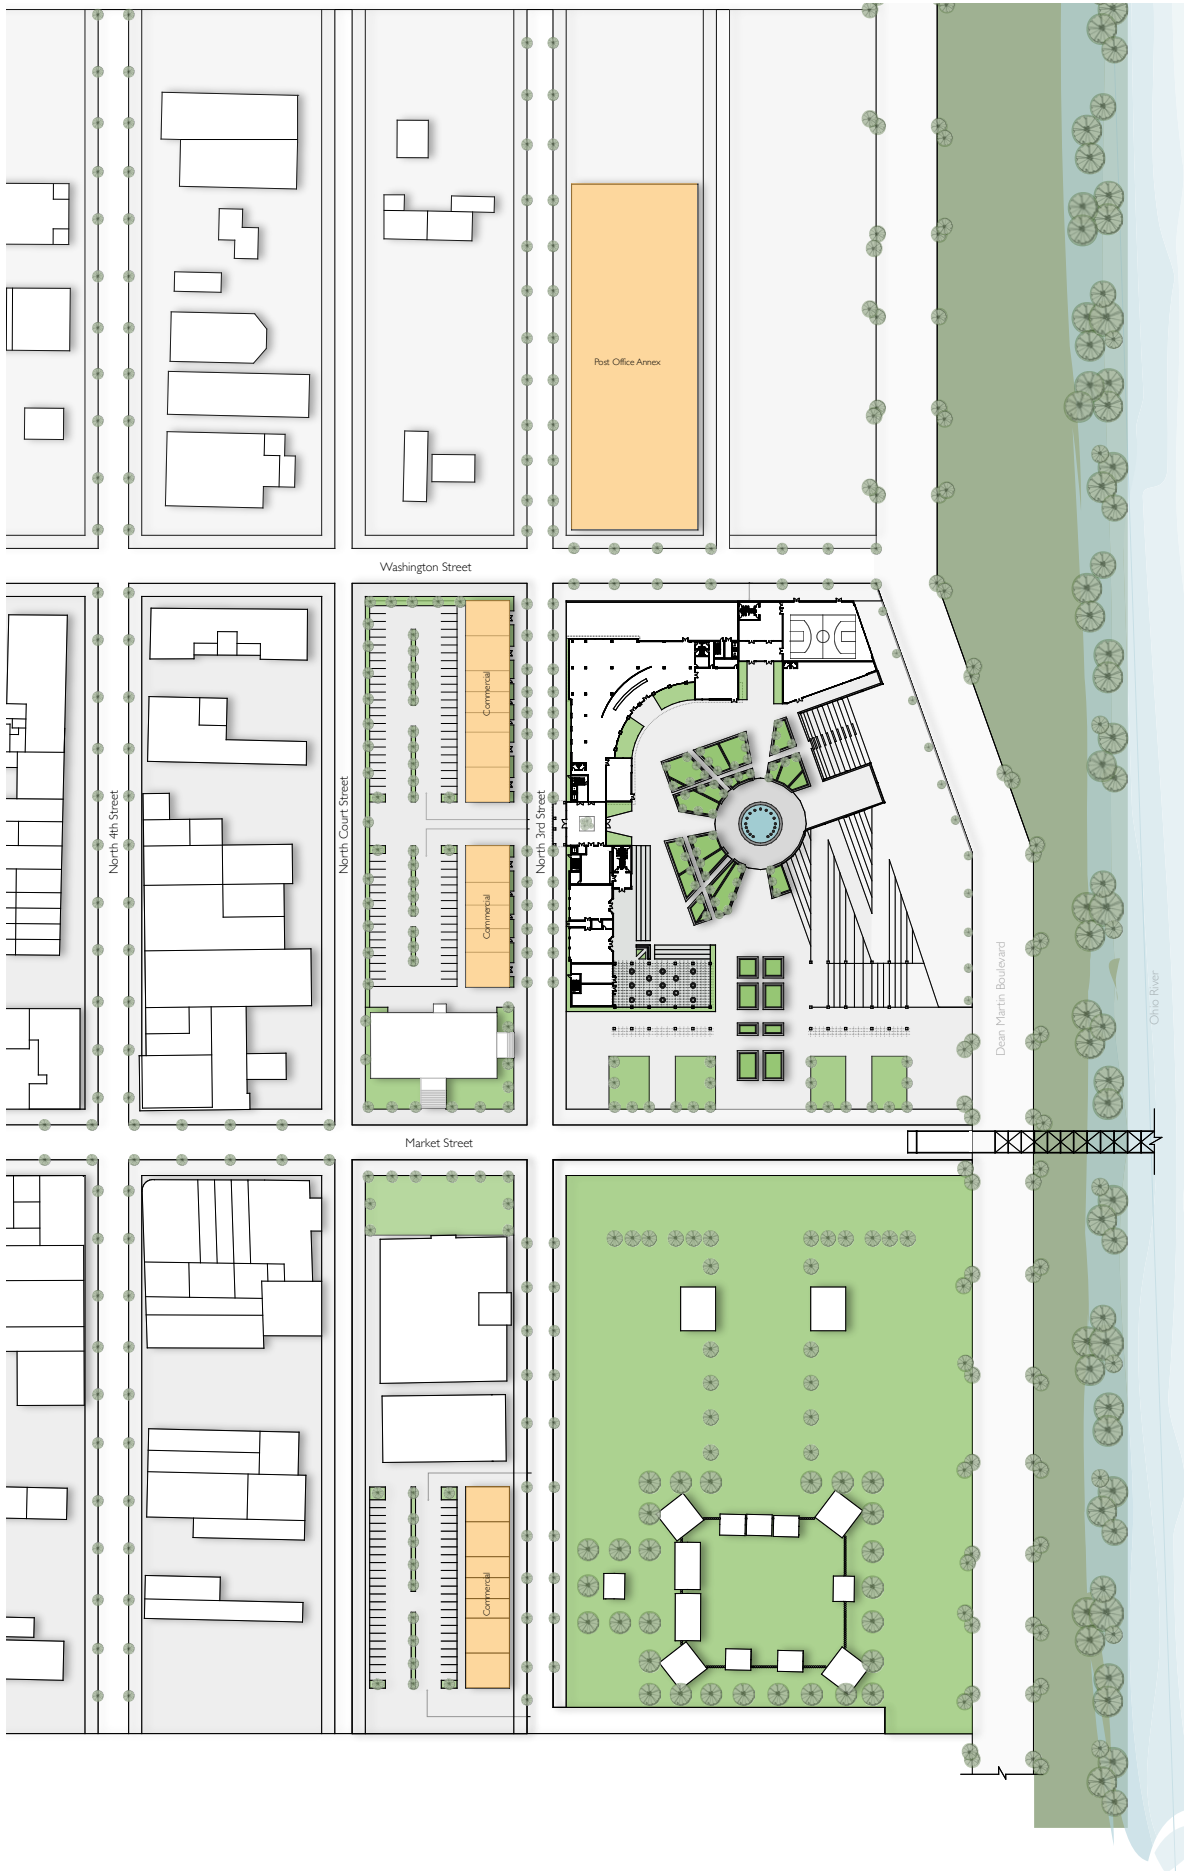 Post Office Annex
Washington Street
Commercial
North 4th Street
North Court Street
North 3rd Street
Commercial
Dean Martin Boulevard
Ohio River
Market Street
Commercial